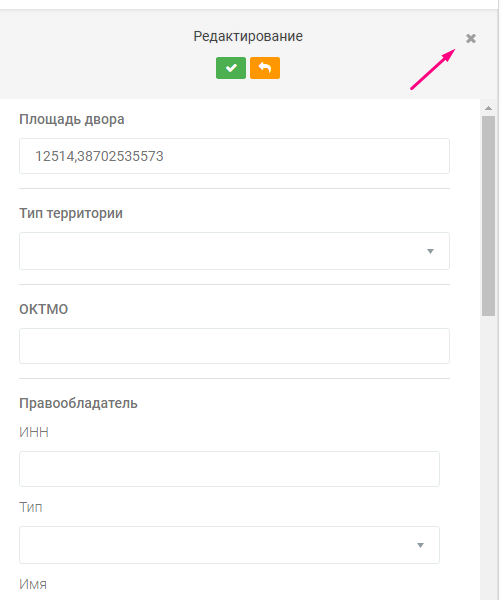 Редактирование
Площадь двора
12514,38702535573
Тип территории
ОКТМО
Правообладатель
ИНН
Тип
Имя